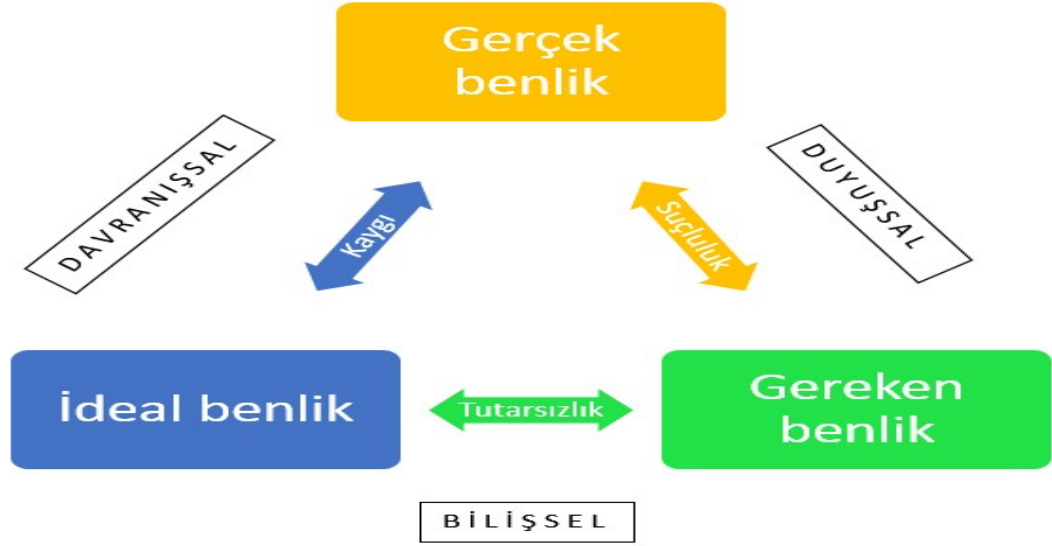 Gerçek
benlik
DAVRANIŞSAL
DUYUŞSAL
Kaygı
Suçluluk
İdeal benlik
Tutarsızlık
Gereken
benlik
BİLİŞSEL